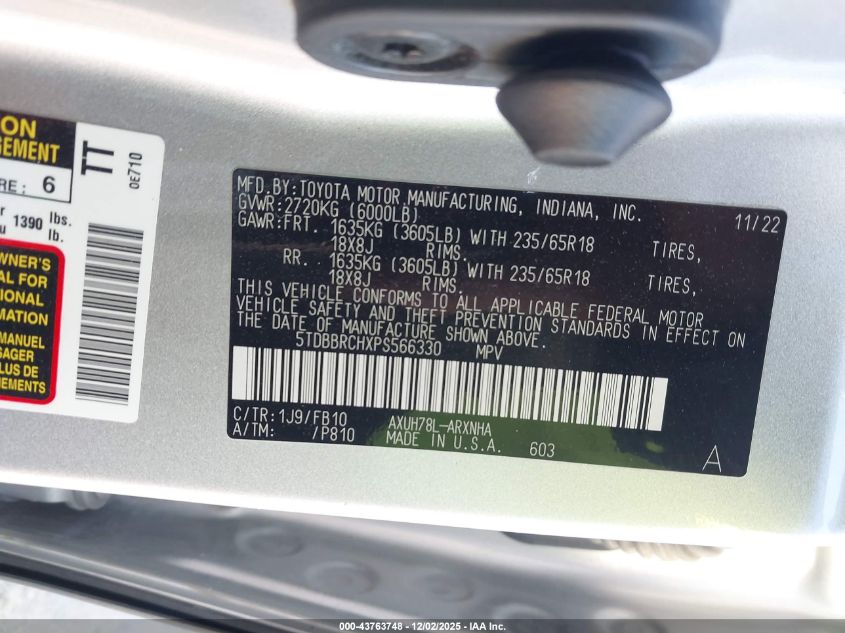 ON
GEMENT
RE: 6
TT
0E710
r 1390 lbs.
u lb.
OWNER'S
AL FOR
IONAL
MATION
MANUEL
SAGER
PLUS DE
NEMENTS
MFD.BY:TOYOTA MOTOR MANUFACTURING, INDIANA, INC. 11/22
GVWR:2720KG (6000LB)
GAWR:FRT. 1635KG (3605LB) WITH 235/65R18 TIRES,
18X8J RIMS.
RR. 1635KG (3605LB) WITH 235/65R18 TIRES,
18X8J RIMS.
THIS VEHICLE CONFORMS TO ALL APPLICABLE FEDERAL MOTOR
VEHICLE SAFETY AND THEFT PREVENTION STANDARDS IN EFFECT ON
THE DATE OF MANUFACTURE SHOWN ABOVE.
5TDBBRCHXPS566330 MPV
C/TR:1J9/FB10 AXUH78L-ARXNHA
A/TM: /P810 MADE IN U.S.A. 603
A
000-43763748 - 12/02/2025 - IAA Inc.